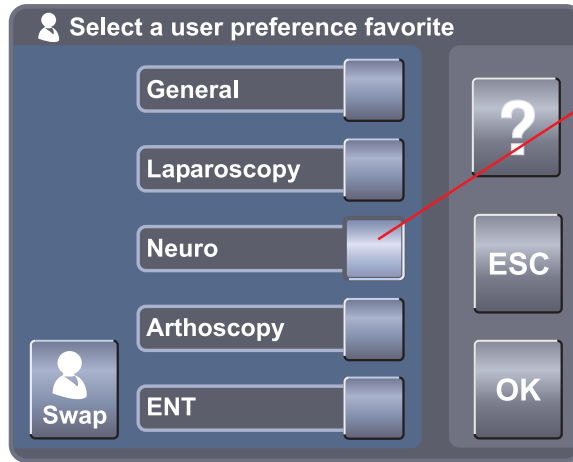 Select a user preference favorite
General
Laparoscopy
Neuro
Arthoscopy
ENT
Swap
?
ESC
OK